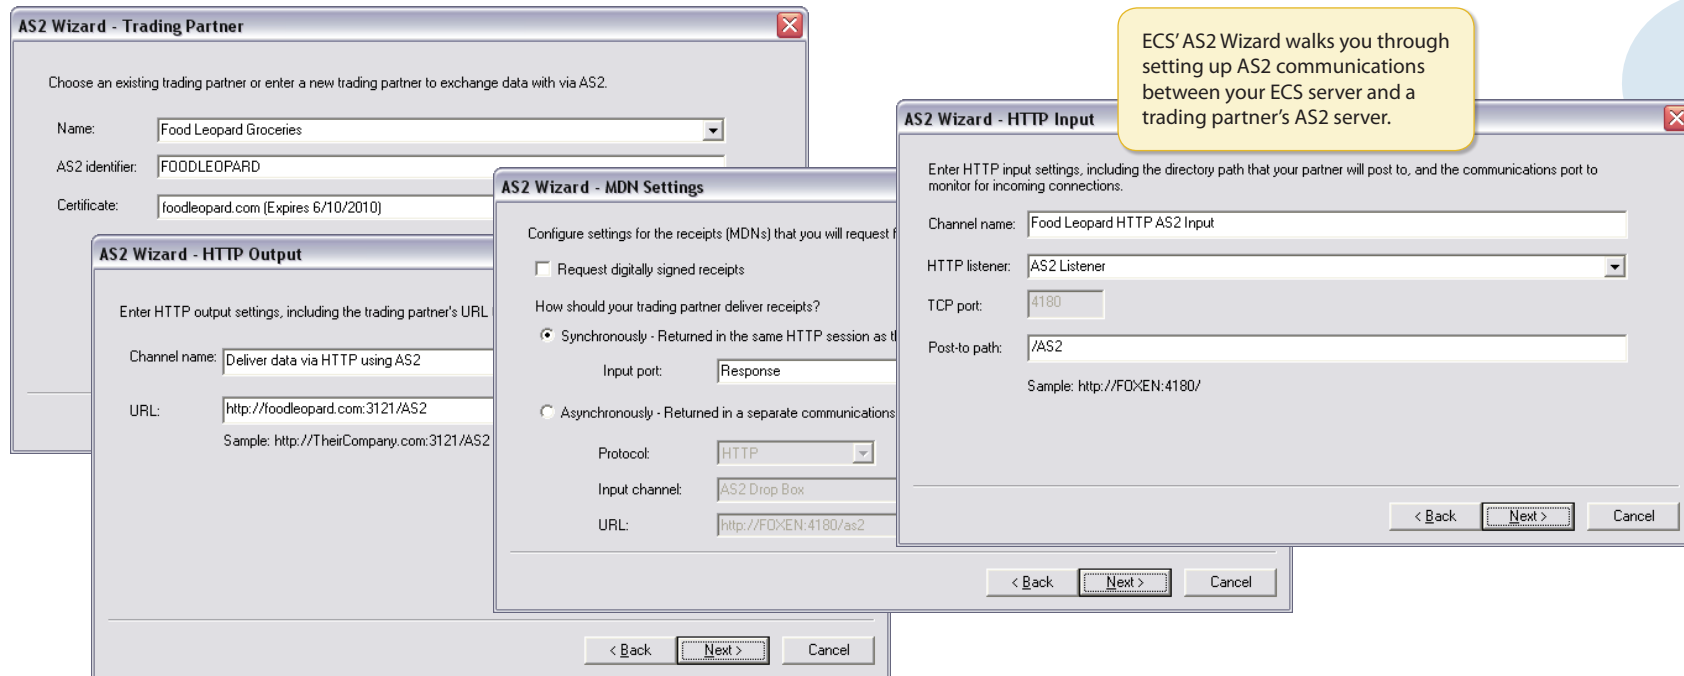 AS2 Wizard - Trading Partner
Choose an existing trading partner or enter a new trading partner to exchange data with via AS2.
Name: Food Leopard Groceries
AS2 identifier: FOODLEOPARD
Certificate: foodleopard.com (Expires 6/10/2010)
AS2 Wizard - HTTP Output
Enter HTTP output settings, including the trading partner's URL
Channel name: Deliver data via HTTP using AS2
URL: http://foodleopard.com:3121/AS2
Sample: http://TheirCompany.com:3121/AS2
< Back Next > Cancel
AS2 Wizard - MDN Settings
Configure settings for the receipts (MDNs) that you will request
Request digitally signed receipts
How should your trading partner deliver receipts?
Synchronously - Returned in the same HTTP session as
Input port: Response
Asynchronously - Returned in a separate communications
Protocol: HTTP
Input channel: AS2 Drop Box
URL: http://FOXEN:4180/as2
< Back Next > Cancel
ECS' AS2 Wizard walks you through
setting up AS2 communications
between your ECS server and a
trading partner's AS2 server.
AS2 Wizard - HTTP Input
Enter HTTP input settings, including the directory path that your partner will post to, and the communications port to
monitor for incoming connections.
Channel name: Food Leopard HTTP AS2 Input
HTTP listener: AS2 Listener
TCP port: 4180
Post-to path: /AS2
Sample: http://FOXEN:4180/
< Back Next > Cancel